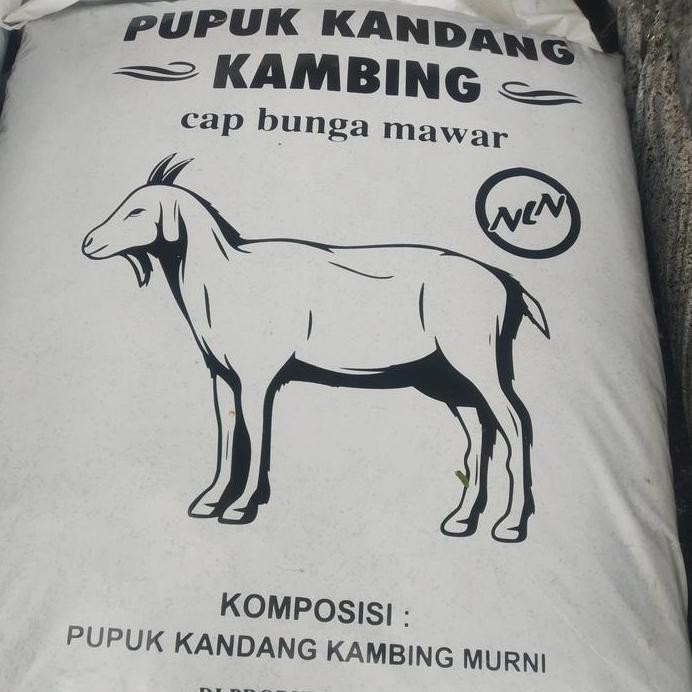 PUPUK KANDANG
KAMBING
cap bunga mawar
NLN
KOMPOSISI :
PUPUK KANDANG KAMBING MURNI